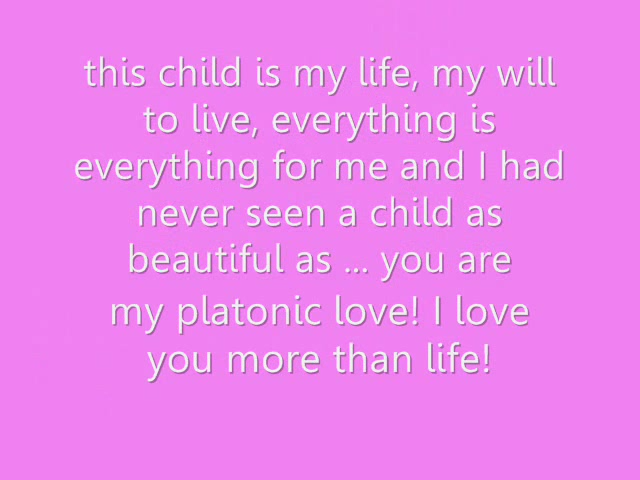 this child is my life, my will
to live, everything is
everything for me and I had
never seen a child as
beautiful as ... you are
my platonic love! I love
you more than life!